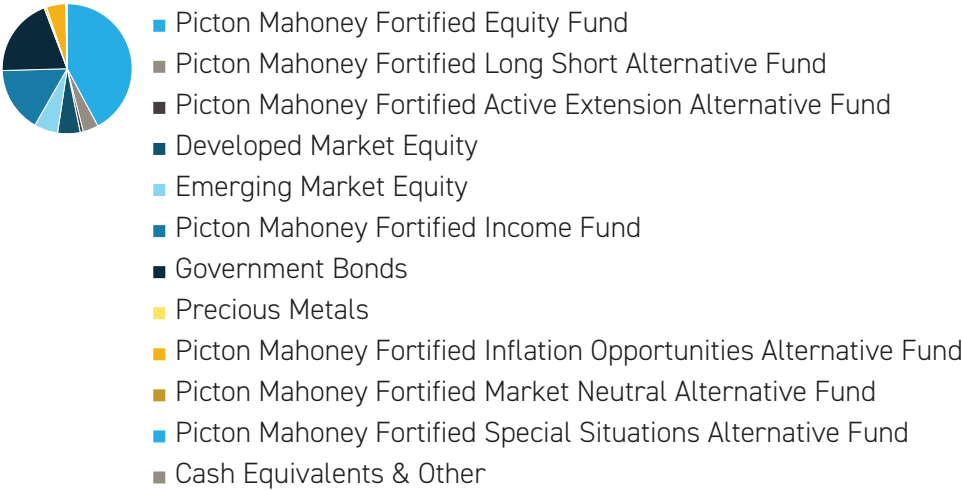 Picton Mahoney Fortified Equity Fund
Picton Mahoney Fortified Long Short Alternative Fund
Picton Mahoney Fortified Active Extension Alternative Fund
Developed Market Equity
Emerging Market Equity
Picton Mahoney Fortified Income Fund
Government Bonds
Precious Metals
Picton Mahoney Fortified Inflation Opportunities Alternative Fund
Picton Mahoney Fortified Market Neutral Alternative Fund
Picton Mahoney Fortified Special Situations Alternative Fund
Cash Equivalents & Other